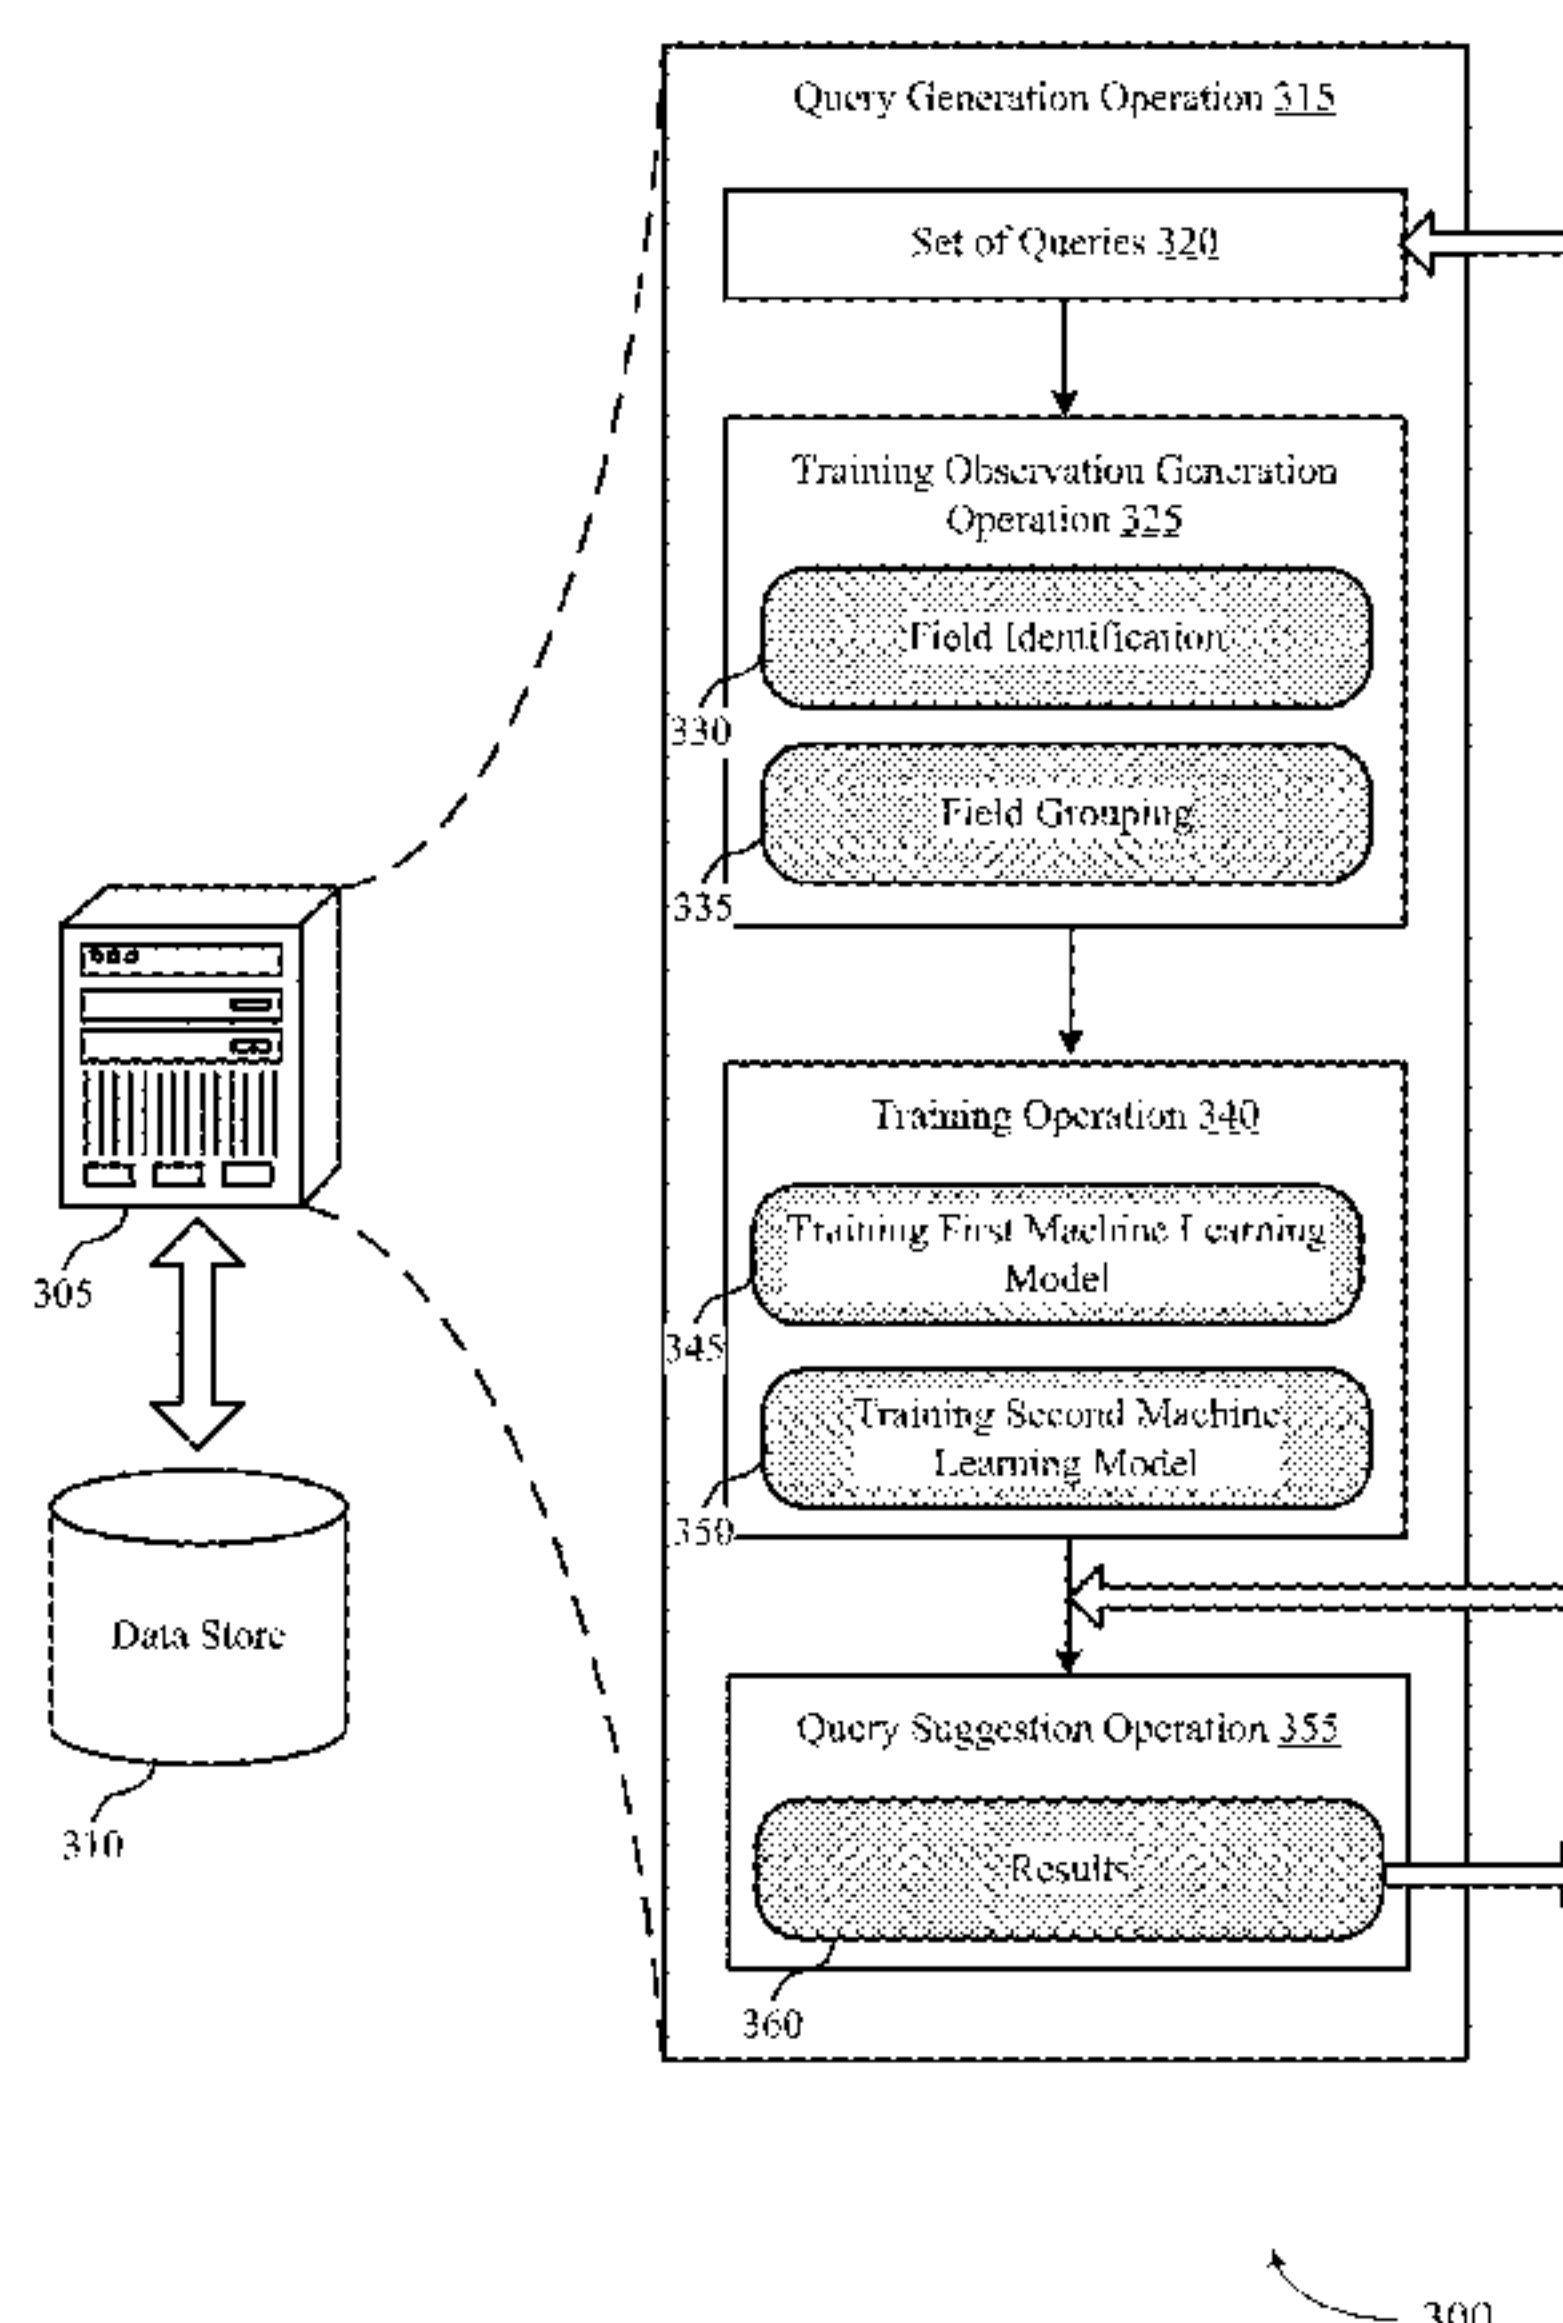 Query Generation Operation 315
Set of Queries 320
Training Observation Generation
Operation 325
Field Identification
330
Field Grouping
335
Training Operation 340
Training First Machine Learning
Model
345
Training Second Machine
Learning Model
350
Query Suggestion Operation 355
Results
360
305
Data Store
310
300